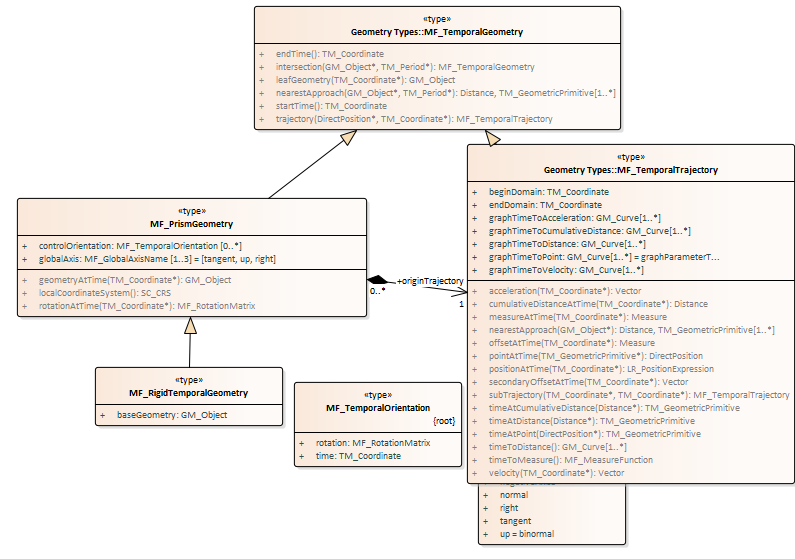 «type»
Geometry Types::MF_TemporalGeometry
+ endTime(): TM_Coordinate
+ intersection(GM_Object*, TM_Period*): MF_TemporalGeometry
+ leafGeometry(TM_Coordinate*): GM_Object
+ nearestApproach(GM_Object*, TM_Period*): Distance, TM_GeometricPrimitive[1..*]
+ startTime(): TM_Coordinate
+ trajectory(DirectPosition*, TM_Coordinate*): MF_TemporalTrajectory
«type»
MF_PrismGeometry
+ controlOrientation: MF_TemporalOrientation [0..*]
+ globalAxis: MF_GlobalAxisName [1..3] = [tangent, up, right]
+ geometryAtTime(TM_Coordinate*): GM_Object
+ localCoordinateSystem(): SC_CRS
+ rotationAtTime(TM_Coordinate*): MF_RotationMatrix
+originTrajectory
0..*
1
«type»
Geometry Types::MF_TemporalTrajectory
+ beginDomain: TM_Coordinate
+ endDomain: TM_Coordinate
+ graphTimeToAcceleration: GM_Curve[1..*]
+ graphTimeToCumulativeDistance: GM_Curve[1..*]
+ graphTimeToDistance: GM_Curve[1..*]
+ graphTimeToPoint: GM_Curve[1..*] = graphParameterT...
+ graphTimeToVelocity: GM_Curve[1..*]
+ acceleration(TM_Coordinate*): Vector
+ cumulativeDistanceAtTime(TM_Coordinate*): Distance
+ measureAtTime(TM_Coordinate*): Measure
+ nearestApproach(GM_Object*): Distance, TM_GeometricPrimitive[1..*]
+ offsetAtTime(TM_Coordinate*): Measure
+ pointAtTime(TM_GeometricPrimitive*): DirectPosition
+ positionAtTime(TM_Coordinate*): LR_PositionExpression
+ secondaryOffsetAtTime(TM_Coordinate*): Vector
+ subTrajectory(TM_Coordinate*, TM_Coordinate*): MF_TemporalTrajectory
+ timeAtCumulativeDistance(Distance*): TM_GeometricPrimitive
+ timeAtDistance(Distance*): TM_GeometricPrimitive
+ timeAtPoint(DirectPosition*): TM_GeometricPrimitive
+ timeToDistance(): GM_Curve[1..*]
+ timeToMeasure(): MF_MeasureFunction
+ velocity(TM_Coordinate*): Vector
«type»
MF_RigidTemporalGeometry
+ baseGeometry: GM_Object
«type»
MF_TemporalOrientation
{root}
+ rotation: MF_RotationMatrix
+ time: TM_Coordinate
+ normal
+ right
+ tangent
+ up = binormal